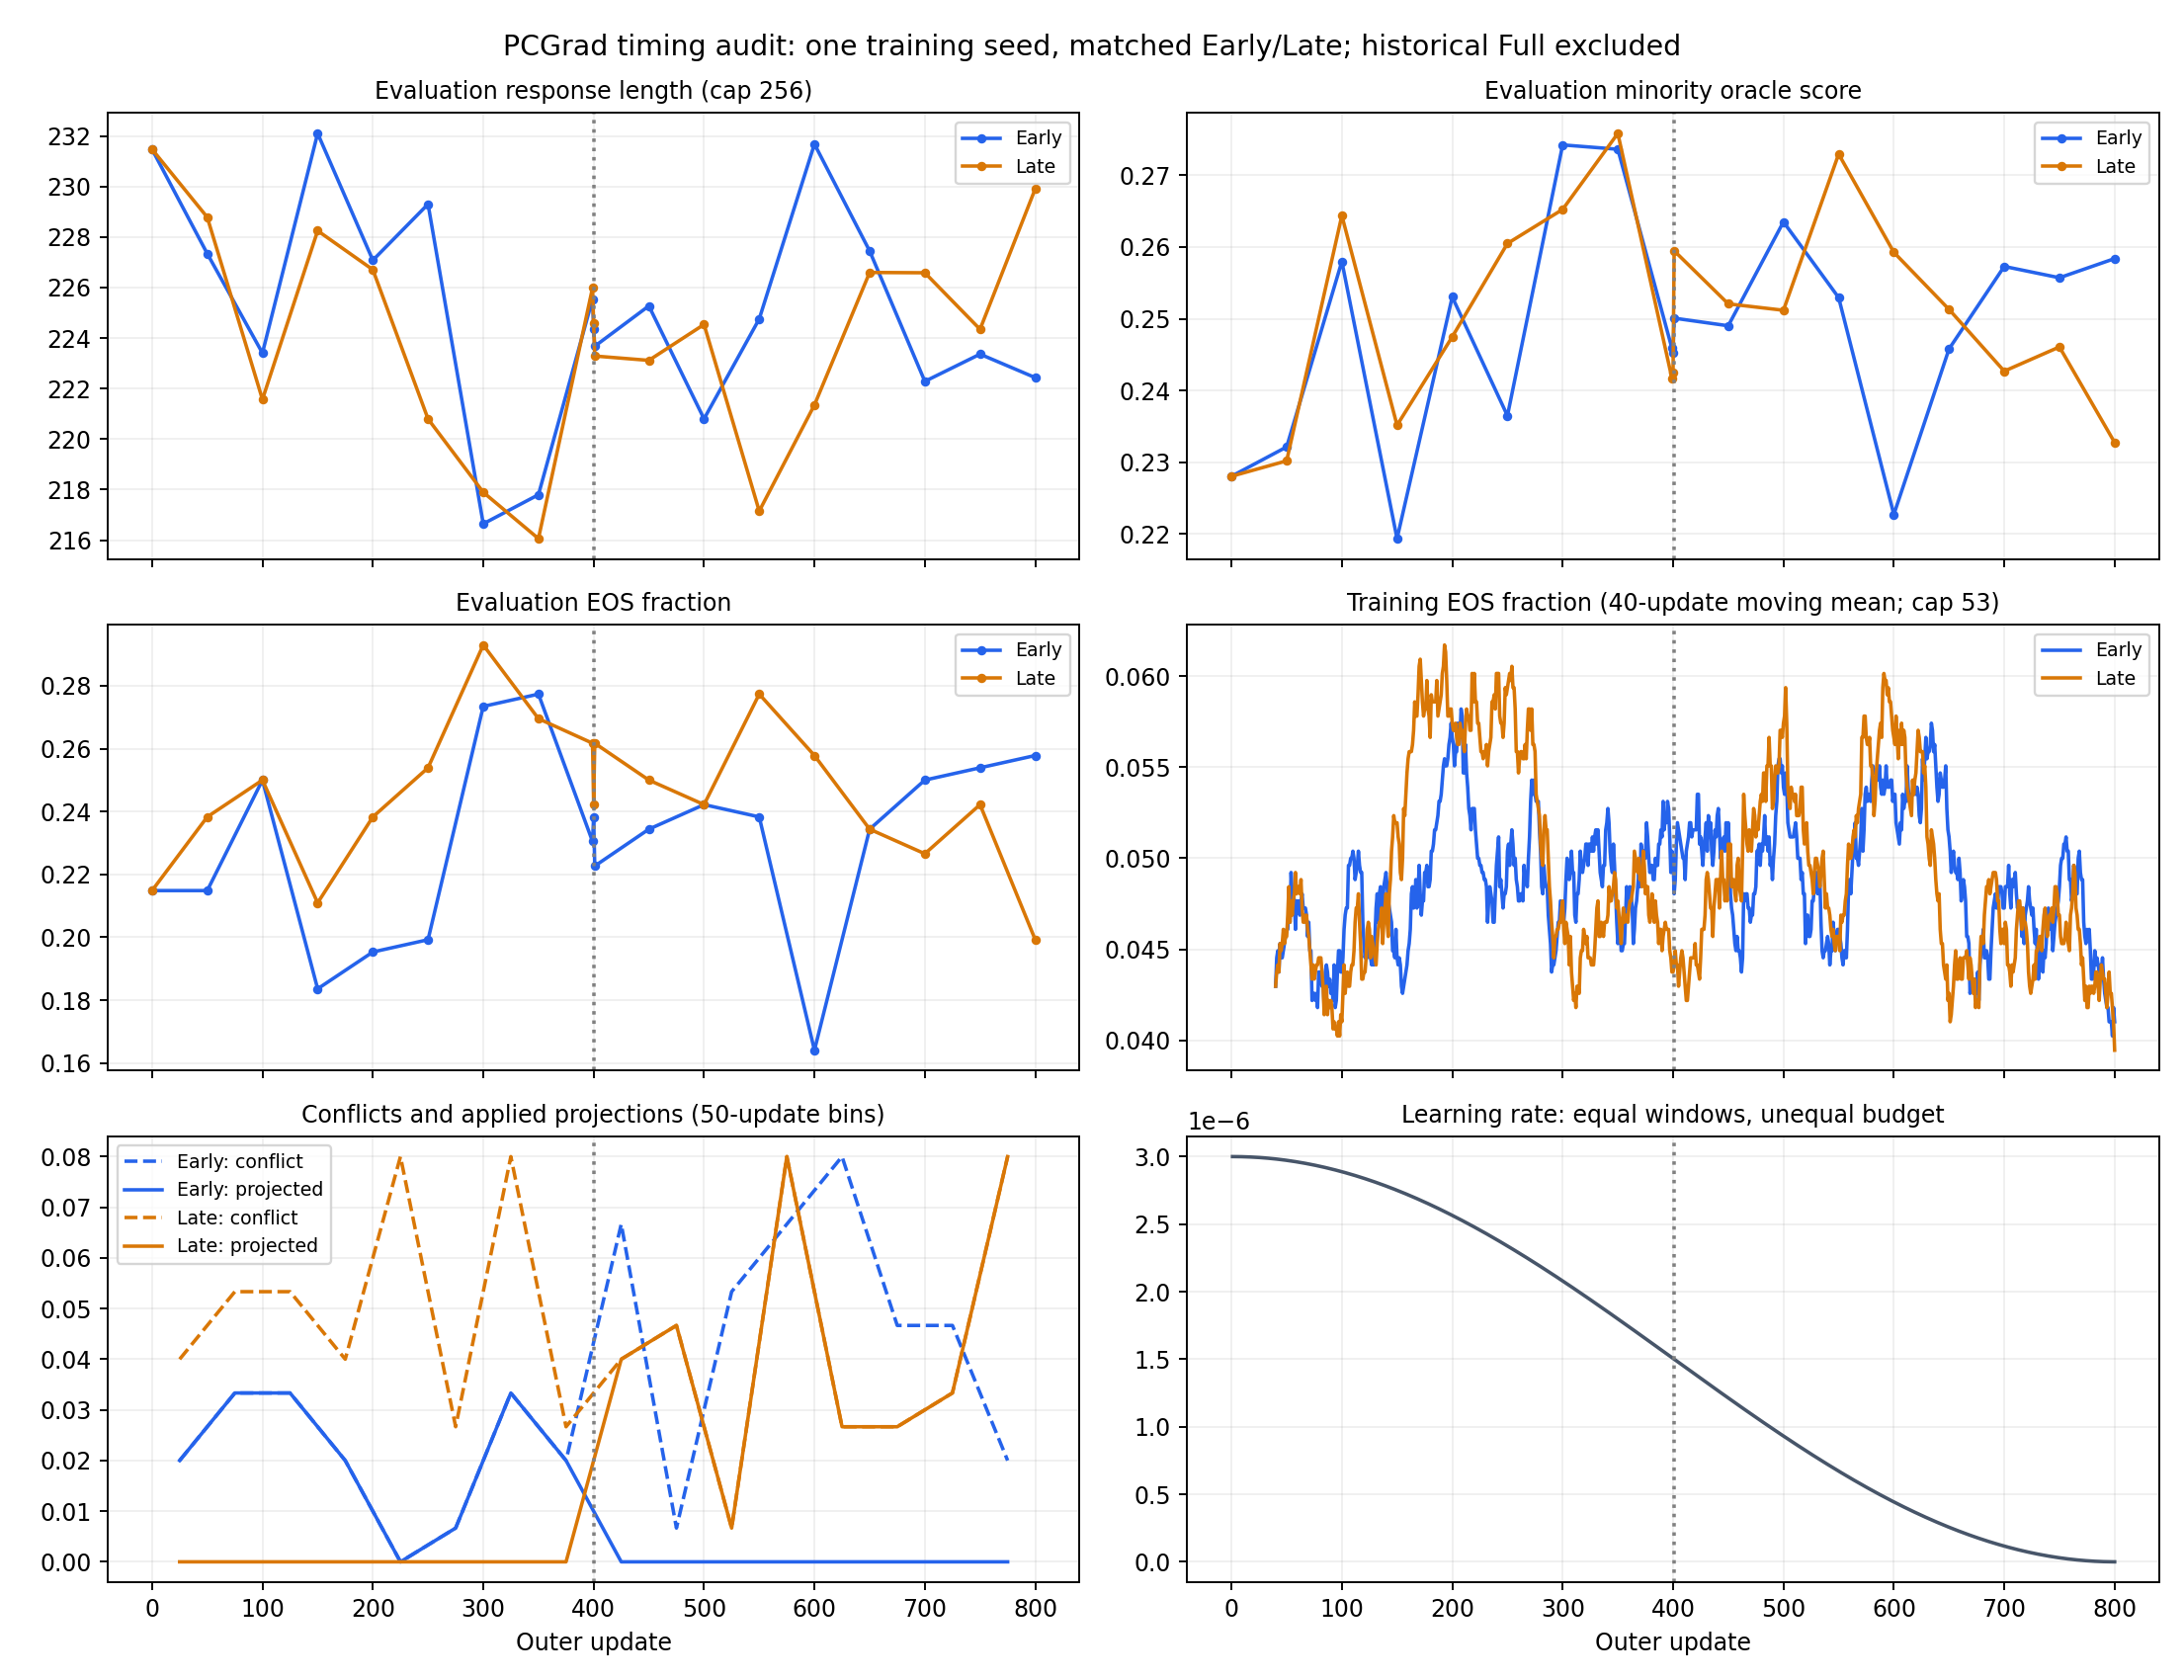 PCGrad timing audit: one training seed, matched Early/Late; historical Full excluded
Evaluation response length (cap 256)
232
230
228
226
224
222
220
218
216
Early
Late
Evaluation minority oracle score
0.27
0.26
0.25
0.24
0.23
0.22
Early
Late
Evaluation EOS fraction
0.28
0.26
0.24
0.22
0.20
0.18
0.16
Early
Late
Training EOS fraction (40-update moving mean; cap 53)
0.060
0.055
0.050
0.045
0.040
Early
Late
Conflicts and applied projections (50-update bins)
0.08
0.07
0.06
0.05
0.04
0.03
0.02
0.01
0.00
Early: conflict
Early: projected
Late: conflict
Late: projected
0 100 200 300 400 500 600 700 800
Outer update
Learning rate: equal windows, unequal budget
1e−6
3.0
2.5
2.0
1.5
1.0
0.5
0.0
0 100 200 300 400 500 600 700 800
Outer update